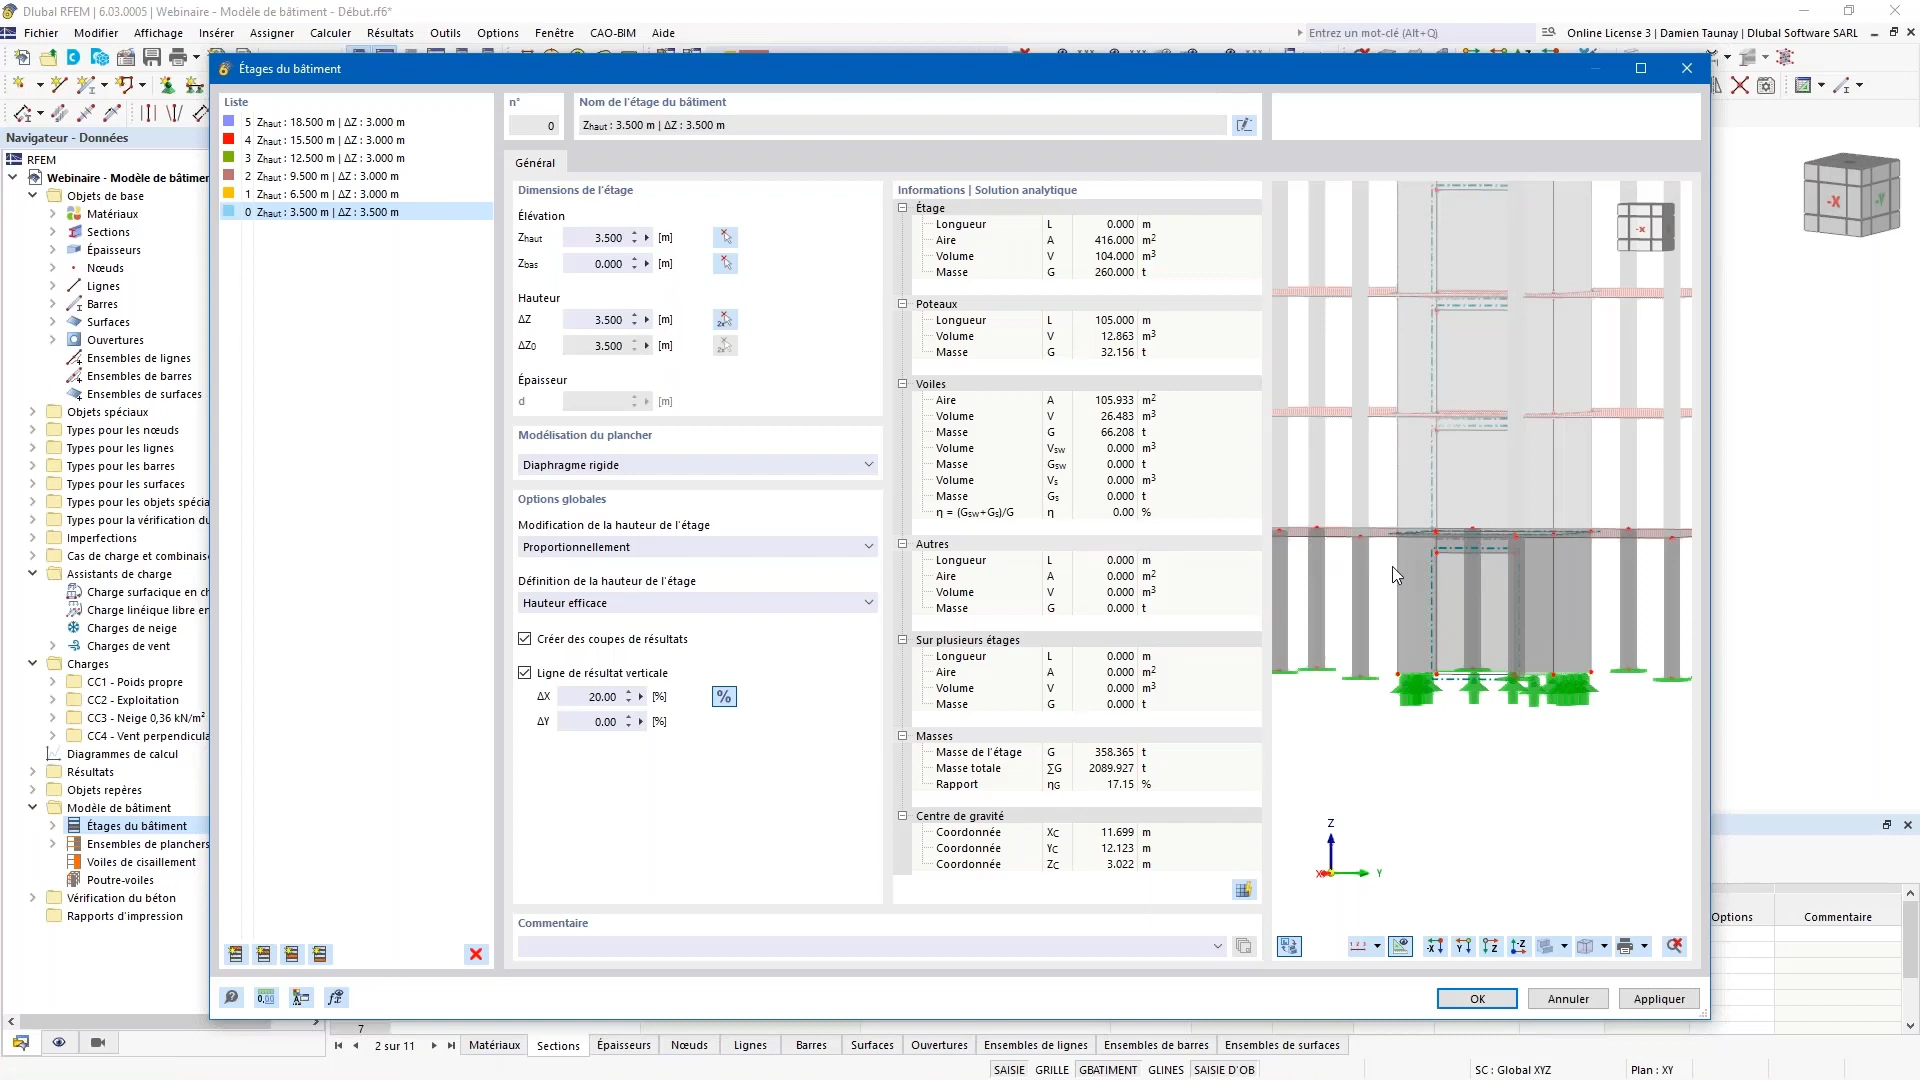 Dlubal RFEM | 6.03.0005 | Webinaire - Modèle de bâtiment - Début.rf6*
Fichier Modifier Affichage Insérer Assigner Calculer Résultats Outils Options Fenêtre CAO-BIM Aide
Entrez un mot-clé (Alt+Q)
Online License 3 | Damien Taunay | Dlubal Software SARL
Étages du bâtiment
Navigateur - Données
RFEM
Webinaire - Modèle de bâtimer
Objets de base
Matériaux
Sections
Épaisseurs
Nœuds
Lignes
Barres
Surfaces
Ouvertures
Ensembles de lignes
Ensembles de barres
Ensembles de surfaces
Objets spéciaux
Types pour les nœuds
Types pour les lignes
Types pour les barres
Types pour les surfaces
Types pour les objets spécia
Types pour la vérification du
Imperfections
Cas de charge et combinais
Assistants de charge
Charge surfacique en ch
Charge linéique libre en
Charges de neige
Charges de vent
Charges
CC1 - Poids propre
CC2 - Exploitation
CC3 - Neige 0,36 kN/m²
CC4 - Vent perpendicula
Diagrammes de calcul
Résultats
Objets repères
Modèle de bâtiment
Étages du bâtiment
Ensembles de planchers
Voiles de cisaillement
Poutre-voiles
Vérification du béton
Rapports d'impression
Liste
5 Zhaut : 18.500 m | ΔZ : 3.000 m
4 Zhaut : 15.500 m | ΔZ : 3.000 m
3 Zhaut : 12.500 m | ΔZ : 3.000 m
2 Zhaut : 9.500 m | ΔZ : 3.000 m
1 Zhaut : 6.500 m | ΔZ : 3.000 m
0 Zhaut : 3.500 m | ΔZ : 3.500 m
n°
0
Nom de l'étage du bâtiment
Zhaut : 3.500 m | ΔZ : 3.500 m
Général
Dimensions de l'étage
Élévation
Zhaut 3.500 [m]
Zbas 0.000 [m]
Hauteur
ΔZ 3.500 [m]
2x
ΔZ0 3.500 [m]
2x
Épaisseur
d [m]
Modélisation du plancher
Diaphragme rigide
Options globales
Modification de la hauteur de l'étage
Proportionnellement
Définition de la hauteur de l'étage
Hauteur efficace
Créer des coupes de résultats
Ligne de résultat verticale
ΔX 20.00 [%]
%
ΔY 0.00 [%]
Informations | Solution analytique
Étage
Longueur L 0.000 m
Aire A 416.000 m2
Volume V 104.000 m3
Masse G 260.000 t
Poteaux
Longueur L 105.000 m
Volume V 12.863 m3
Masse G 32.156 t
Voiles
Aire A 105.933 m2
Volume V 26.483 m3
Masse G 66.208 t
Volume Vsw 0.000 m3
Masse Gsw 0.000 t
Volume Vs 0.000 m3
Masse Gs 0.000 t
η = (Gsw+Gs)/G η 0.00 %
Autres
Longueur L 0.000 m
Aire A 0.000 m2
Volume V 0.000 m3
Masse G 0.000 t
Sur plusieurs étages
Longueur L 0.000 m
Aire A 0.000 m2
Volume V 0.000 m3
Masse G 0.000 t
Masses
Masse de l'étage G 358.365 t
Masse totale ∑G 2089.927 t
Rapport ηG 17.15 %
Centre de gravité
Coordonnée XC 11.699 m
Coordonnée YC 12.123 m
Coordonnée ZC 3.022 m
Commentaire
-X
-X
-Y
Z
X
Y
OK
Annuler
Appliquer
Options
Commentaire
7
2 sur 11
Matériaux Sections Épaisseurs Nœuds Lignes Barres Surfaces Ouvertures Ensembles de lignes Ensembles de barres Ensembles de surfaces
SAISIE GRILLE GBATIMENT GLINES SAISIE D'OB
SC : Global XYZ
Plan : XY